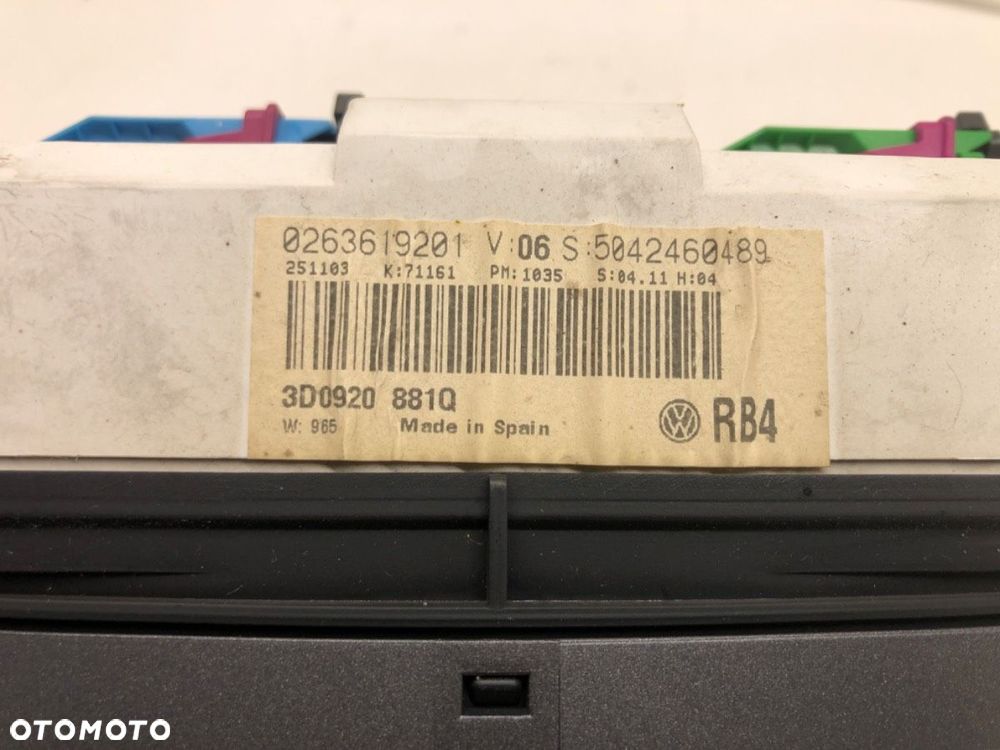 0263619201 V:06 S:5042460489
251103 K:71161 PM:1035 S:04.11 H:04
3D0920 881Q
W: 965 Made in Spain
RB4
OTOMOTO